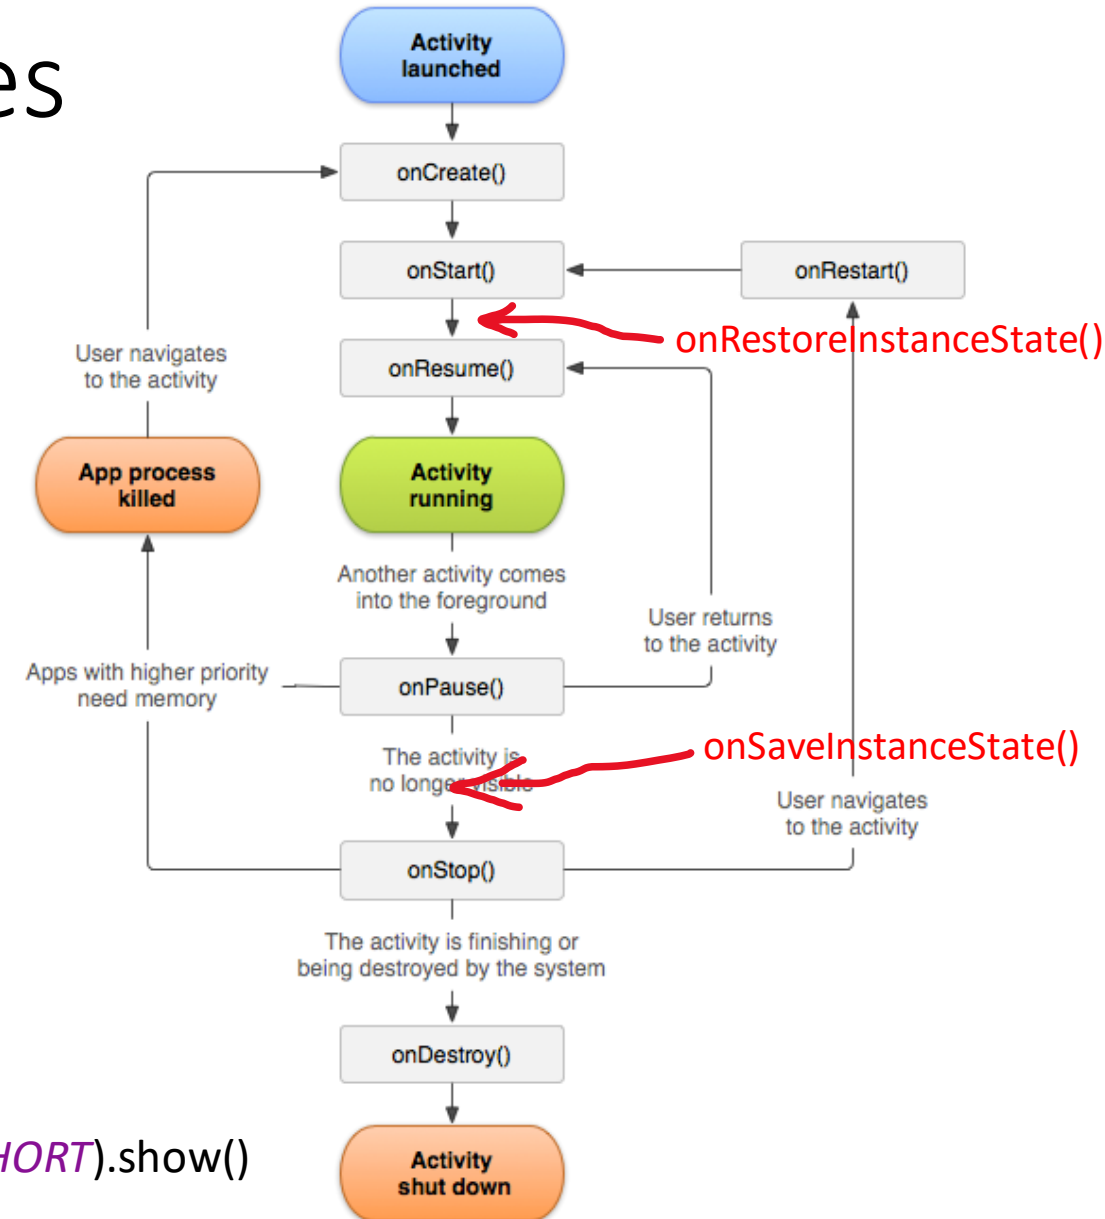 es
Activity
launched
onCreate()
onStart()
onRestart()
onRestoreInstanceState()
User navigates
to the activity
onResume()
App process
killed
Activity
running
Another activity comes
into the foreground
User returns
to the activity
Apps with higher priority
need memory
onPause()
The activity is
no longer visible
onSaveInstanceState()
User navigates
to the activity
onStop()
The activity is finishing or
being destroyed by the system
onDestroy()
HORT).show()
Activity
shut down